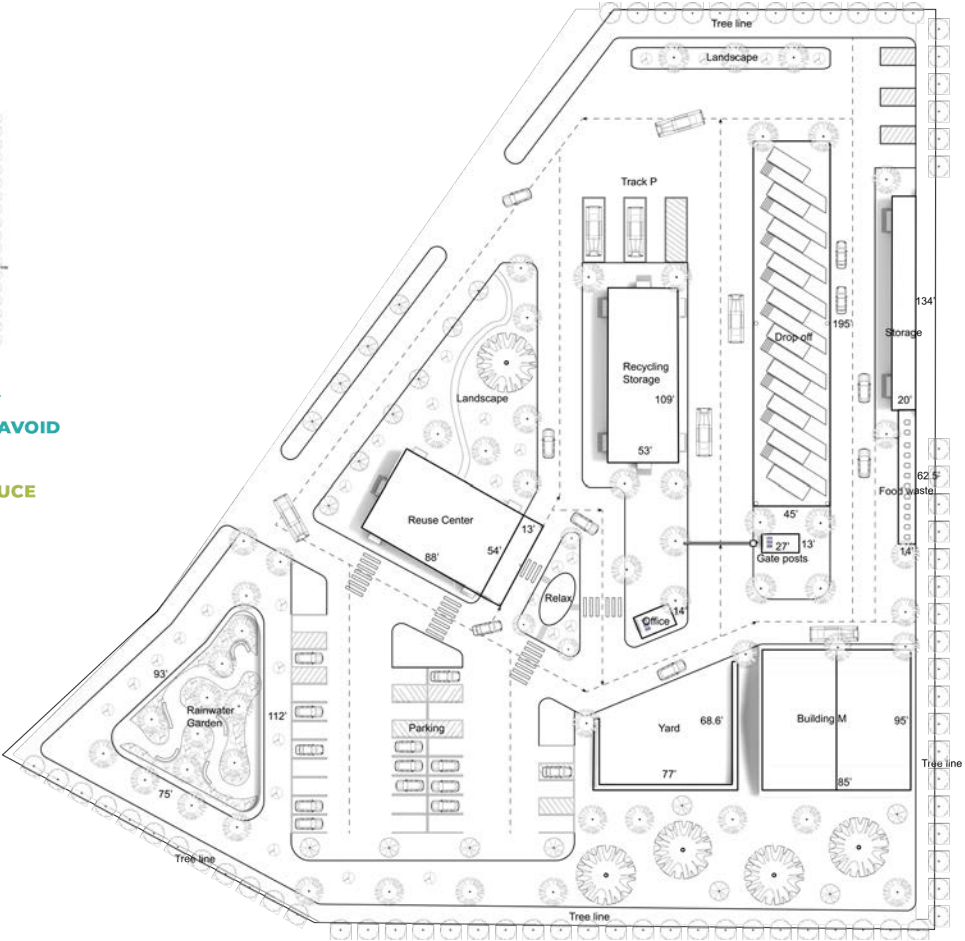 Tree line
Landscape
Track P
134'
195'
Drop off
Storage
Recycling
Storage
AVOID
Landscape
109'
20'
53'
62.5'
UCE
Food waste
45'
Reuse Center
13'
27'
13'
14'
88'
54'
Gate posts
Relax
14'
Office
93'
Rainwater
Garden
112'
68.6'
Building M
95'
Parking
Yard
Tree line
77'
85'
75'
Tree line
Tree line